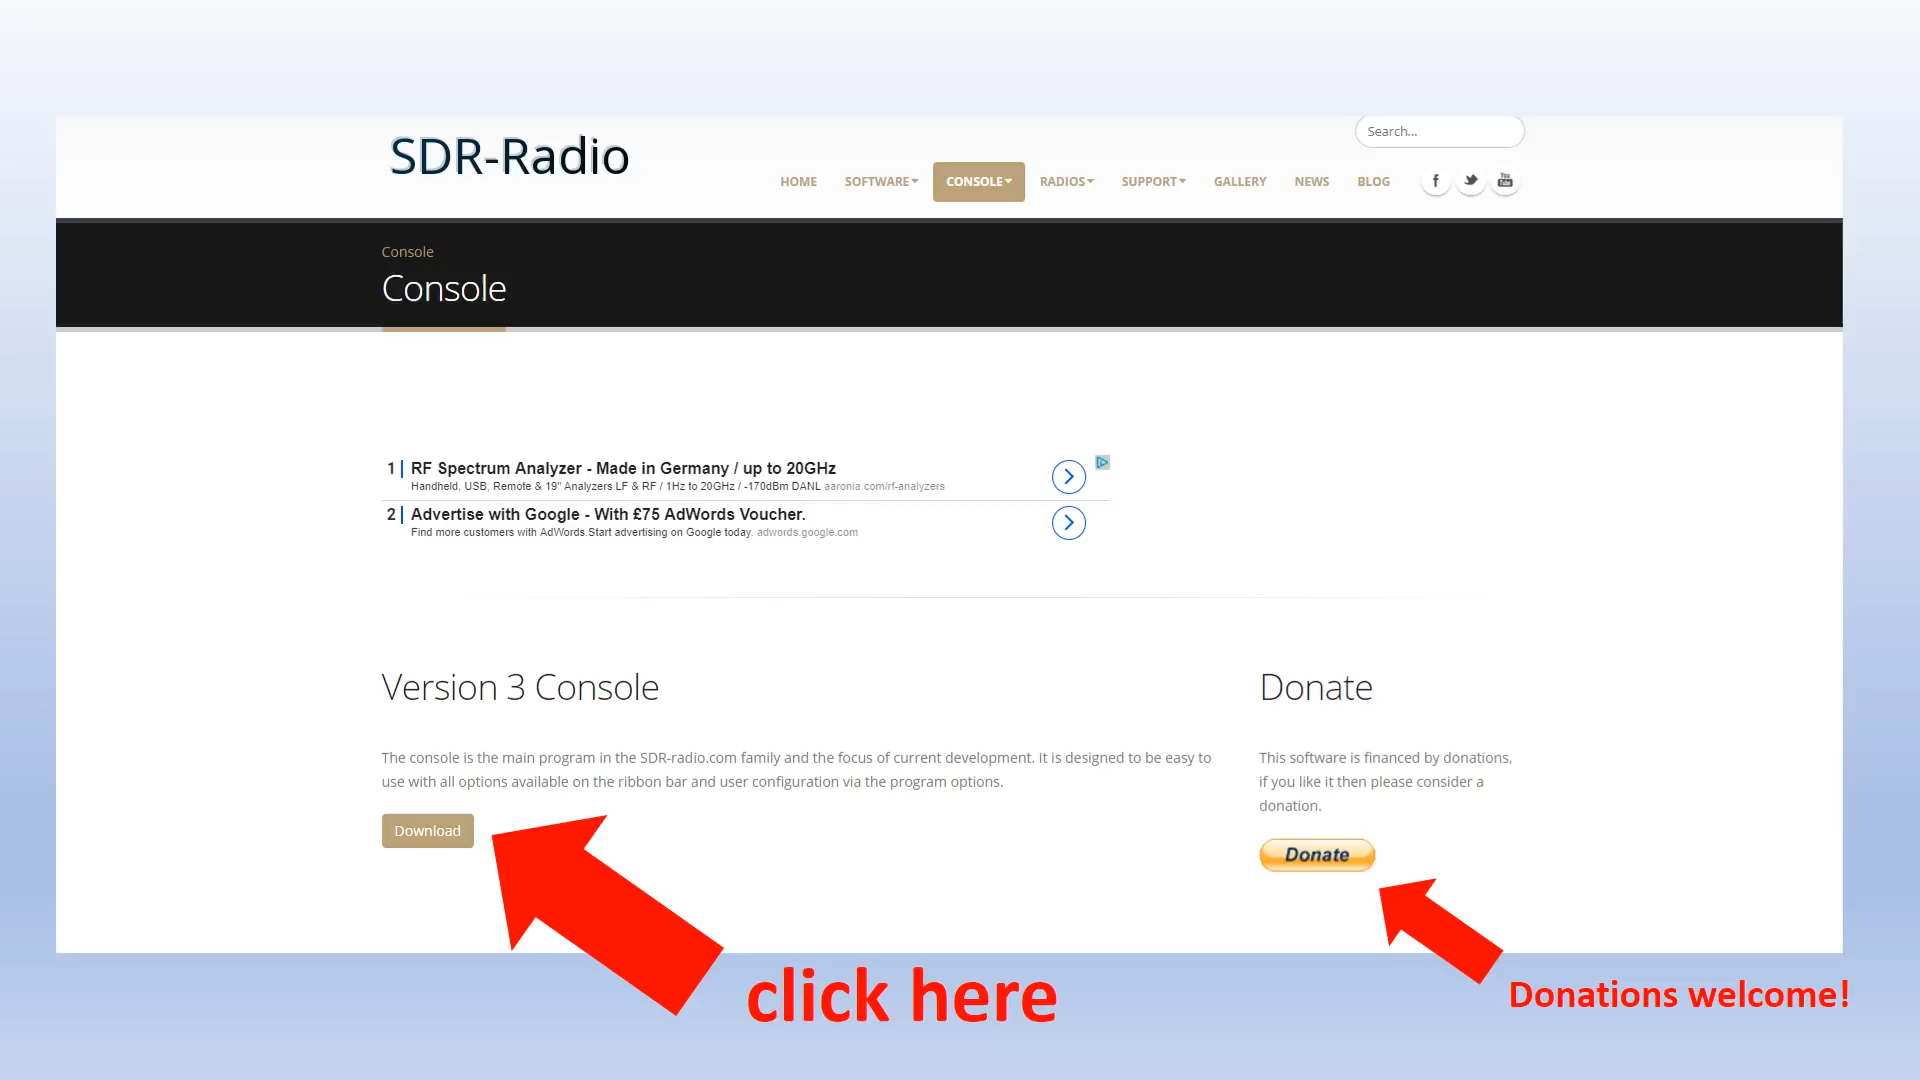 SDR-Radio
Search...
HOME SOFTWARE CONSOLE RADIOS SUPPORT GALLERY NEWS BLOG
f You Tube
Console
Console
1 RF Spectrum Analyzer - Made in Germany / up to 20GHz
Handheld, USB, Remote & 19" Analyzers LF & RF / 1Hz to 20GHz / -170dBm DANL aaronia.com/rf-analyzers
2 Advertise with Google - With £75 AdWords Voucher.
Find more customers with AdWords.Start advertising on Google today. adwords.google.com
Version 3 Console
The console is the main program in the SDR-radio.com family and the focus of current development. It is designed to be easy to
use with all options available on the ribbon bar and user configuration via the program options.
Download
Donate
This software is financed by donations,
if you like it then please consider a
donation.
Donate
click here
Donations welcome!